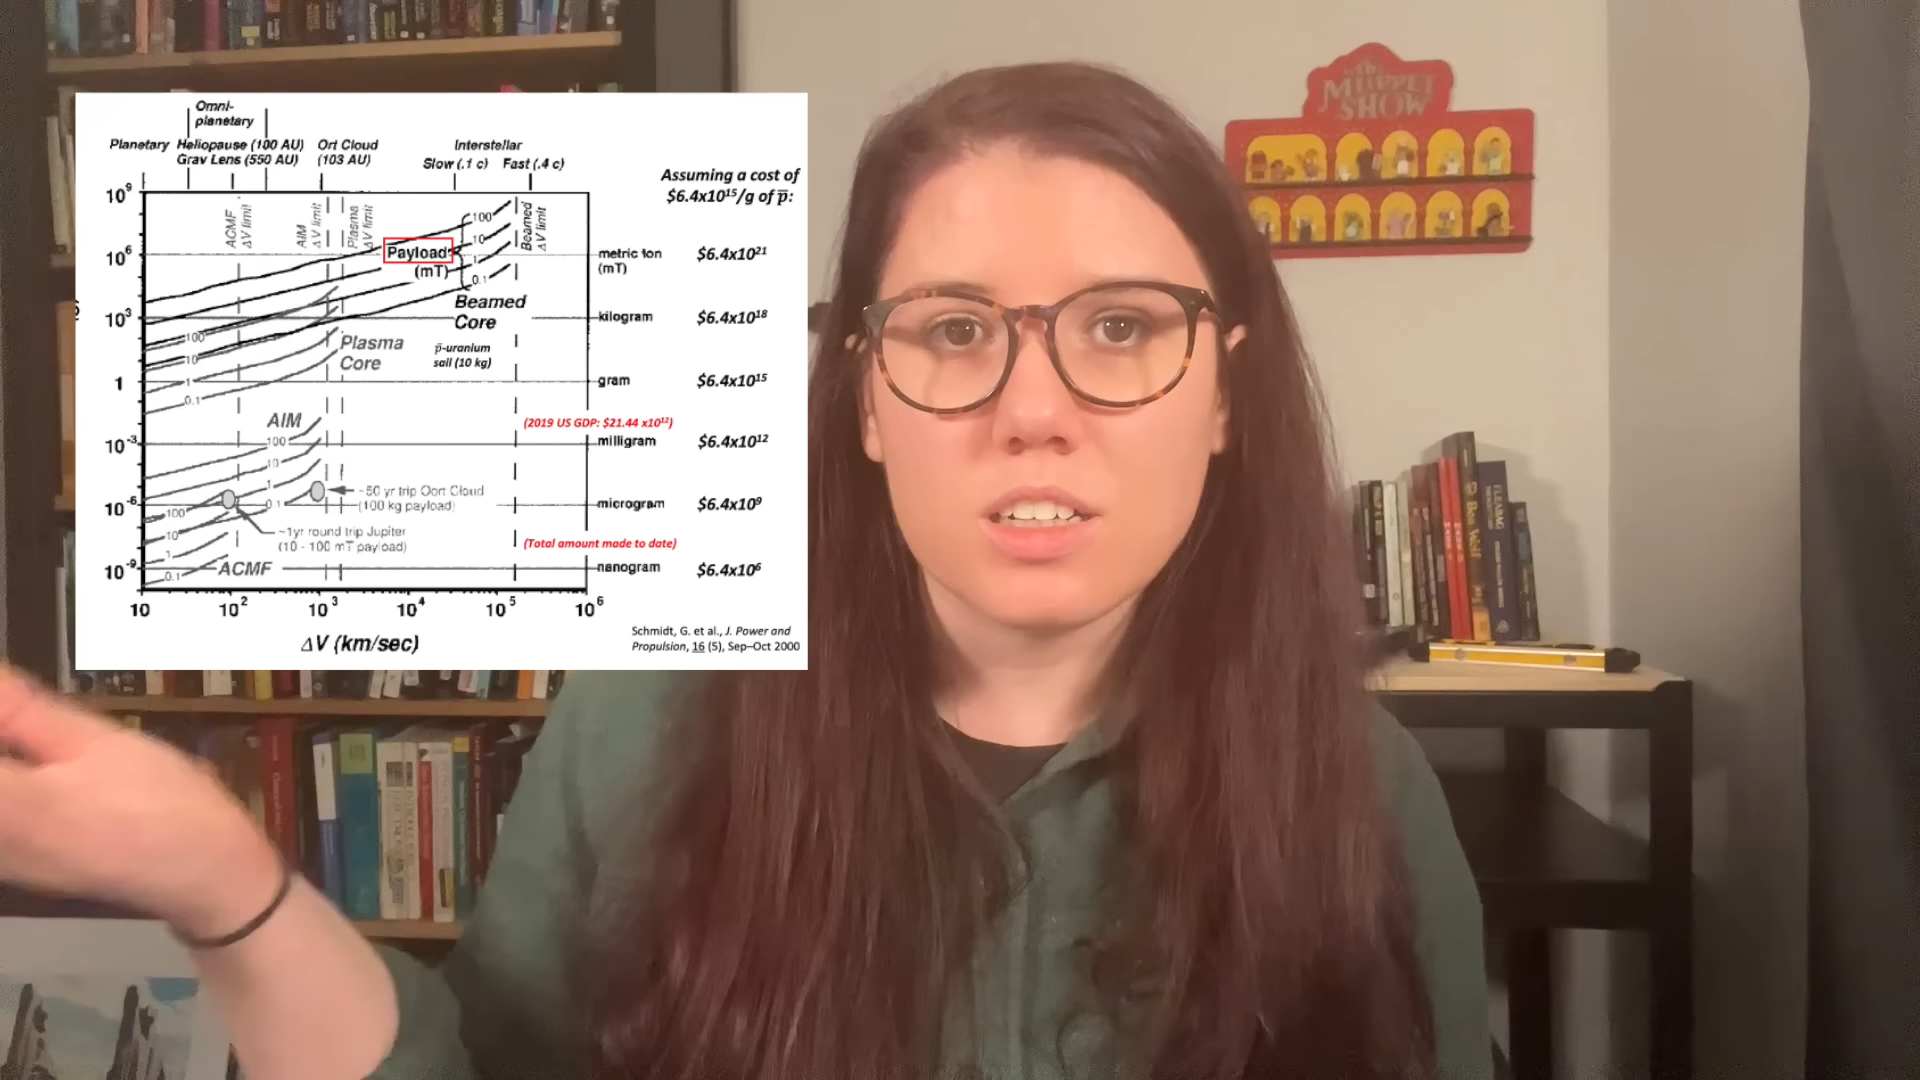 Omni-
planetary
Planetary Heliopause (100 AU) Ort Cloud Interstellar
Grav Lens (550 AU) (103 AU) Slow (.1 c) Fast (.4 c)
Assuming a cost of
$6.4x10¹⁵/g of p̅:
10⁹
ACMF
ΔV limit
AIM
ΔV limit
Plasma
ΔV limit
Beamed
ΔV limit
100
10
1
0.1
Payload
(mT)
10⁶
metric ton
(mT)
$6.4x10²¹
Beamed
Core
10³
kilogram
$6.4x10¹⁸
100
10
1
0.1
Plasma
Core
p̅-uranium
sail (10 kg)
1
gram
$6.4x10¹⁵
AIM
(2019 US GDP: $21.44 x10¹²)
10⁻³
milligram
$6.4x10¹²
100
10
1
0.1
~50 yr trip Oort Cloud
(100 kg payload)
10⁻⁶
microgram
$6.4x10⁹
100
10
1
0.1
~1yr round trip Jupiter
(10 - 100 mT payload)
(Total amount made to date)
10⁻⁹
ACMF
nanogram
$6.4x10⁶
10 10² 10³ 10⁴ 10⁵ 10⁶
ΔV (km/sec)
Schmidt, G. et al., J. Power and
Propulsion, 16 (5), Sep–Oct 2000
The
MUPPET
SHOW
FLEABAG